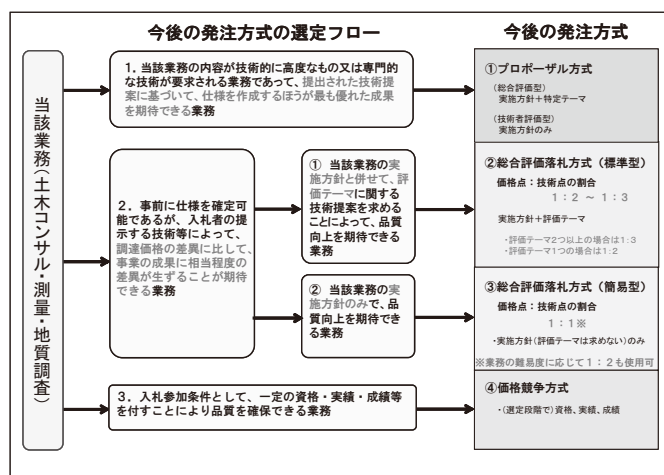 今後の発注方式の選定フロー
今後の発注方式
当該業務(土木コンサル・測量・地質調査)
1．当該業務の内容が技術的に高度なもの又は専門的
な技術が要求される業務であって、提出された技術提
案に基づいて、仕様を作成するほうが最も優れた成果
を期待できる業務
2．事前に仕様を確定可
能であるが、入札者の提
示する技術等によって、
調達価格の差異に比して、
事業の成果に相当程度の
差異が生ずることが期待
できる業務
① 当該業務の実
施方針と併せて、評
価テーマに関する
技術提案を求める
ことによって、品質
向上を期待できる
業務
② 当該業務の
実施方針のみで、品
質向上を期待でき
る業務
3．入札参加条件として、一定の資格・実績・成績等
を付すことにより品質を確保できる業務
①プロポーザル方式
(総合評価型)
実施方針＋特定テーマ
(技術者評価型)
実施方針のみ
②総合評価落札方式（標準型）
価格点：技術点の割合
1：2 ～ 1：3
実施方針＋評価テーマ
・評価テーマ2つ以上の場合は1：3
・評価テーマ1つの場合は1：2
③総合評価落札方式（簡易型）
価格点：技術点の割合
1：1※
・実施方針(評価テーマは求めない)のみ
※業務の難易度に応じて1：2も使用可
④価格競争方式
・(選定段階で)資格、実績、成績